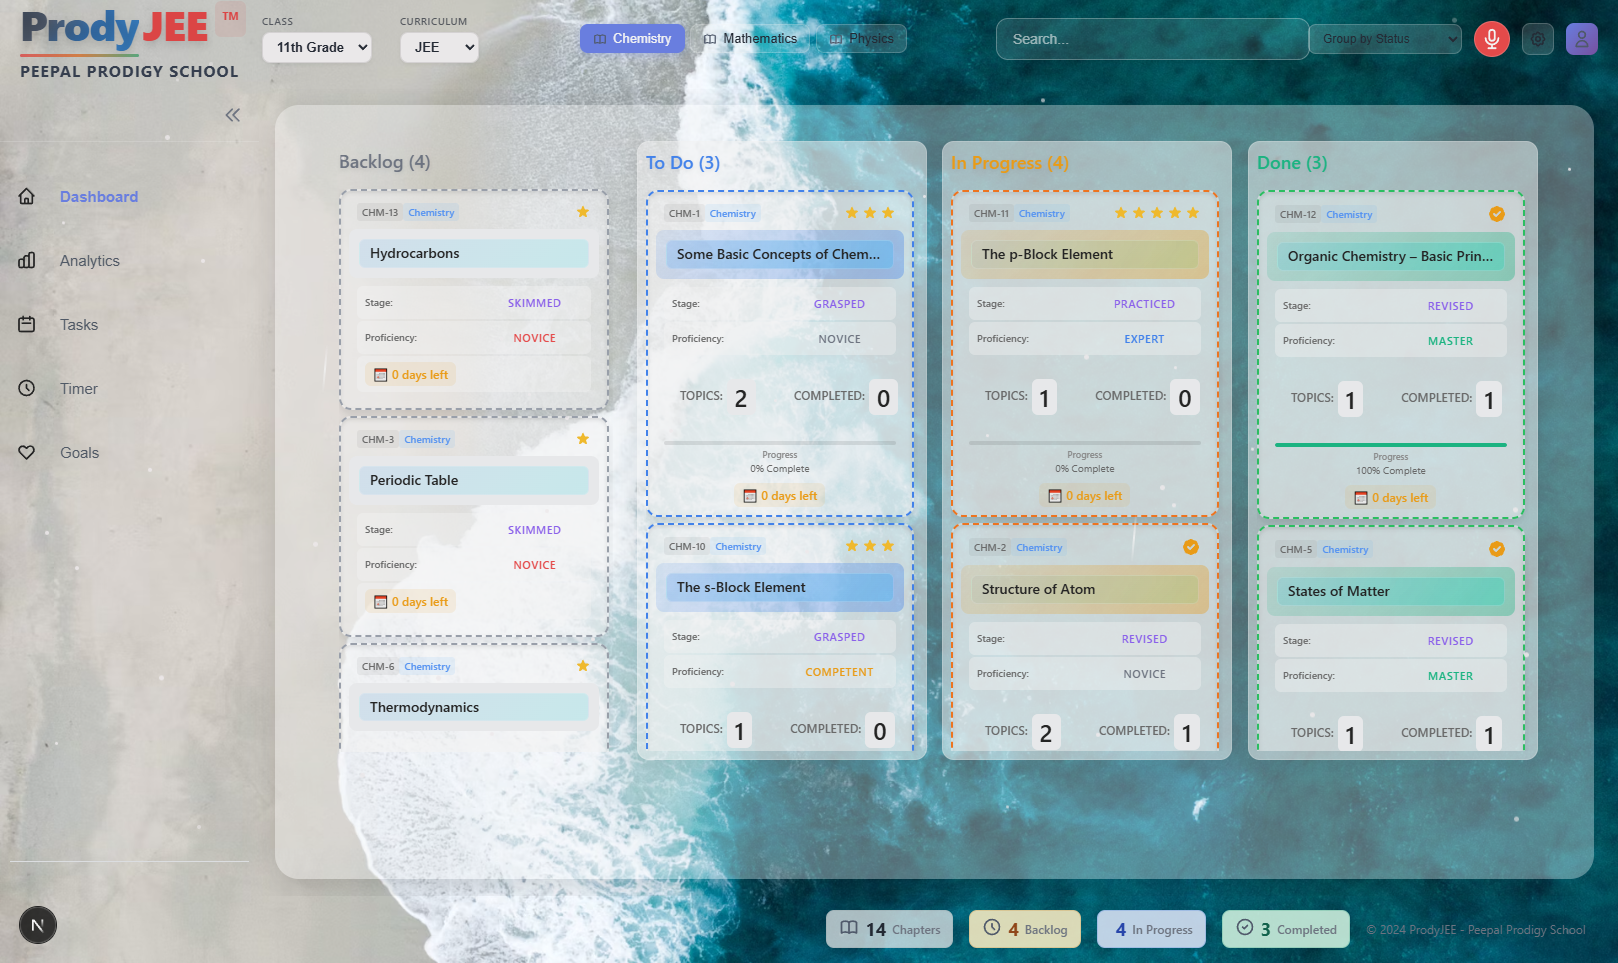 ProdyJEE ™
PEEPAL PRODIGY SCHOOL
CLASS
11th Grade
CURRICULUM
JEE
Chemistry
Mathematics
Physics
Search...
Group by Status
Dashboard
Analytics
Tasks
Timer
Goals
N
Backlog (4)
CHM-13 Chemistry
Hydrocarbons
Stage: SKIMMED
Proficiency: NOVICE
0 days left
CHM-3 Chemistry
Periodic Table
Stage: SKIMMED
Proficiency: NOVICE
0 days left
CHM-6 Chemistry
Thermodynamics
To Do (3)
CHM-1 Chemistry
Some Basic Concepts of Chem...
Stage: GRASPED
Proficiency: NOVICE
TOPICS: 2 COMPLETED: 0
Progress
0% Complete
0 days left
CHM-10 Chemistry
The s-Block Element
Stage: GRASPED
Proficiency: COMPETENT
TOPICS: 1 COMPLETED: 0
In Progress (4)
CHM-11 Chemistry
The p-Block Element
Stage: PRACTICED
Proficiency: EXPERT
TOPICS: 1 COMPLETED: 0
Progress
0% Complete
0 days left
CHM-2 Chemistry
Structure of Atom
Stage: REVISED
Proficiency: NOVICE
TOPICS: 2 COMPLETED: 1
Done (3)
CHM-12 Chemistry
Organic Chemistry – Basic Prin...
Stage: REVISED
Proficiency: MASTER
TOPICS: 1 COMPLETED: 1
Progress
100% Complete
0 days left
CHM-5 Chemistry
States of Matter
Stage: REVISED
Proficiency: MASTER
TOPICS: 1 COMPLETED: 1
14 Chapters
4 Backlog
4 In Progress
3 Completed
© 2024 ProdyJEE - Peepal Prodigy School